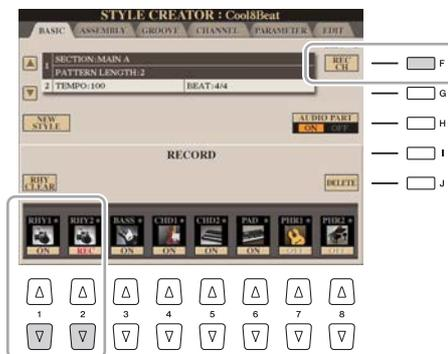 STYLE CREATOR : Cool8Beat
BASIC ASSEMBLY GROOVE CHANNEL PARAMETER EDIT
1 SECTION:MAIN A
PATTERN LENGTH:2
2 TEMPO:100 BEAT:4/4
REC CH
F
G
NEW STYLE
AUDIO PART
ON OFF
H
RECORD
I
RHY CLEAR
DELETE
J
RHY1 RHY2 BASS CHD1 CHD2 PAD PHR1 PHR2
ON REC ON ON ON ON OFF OFF
1 2 3 4 5 6 7 8